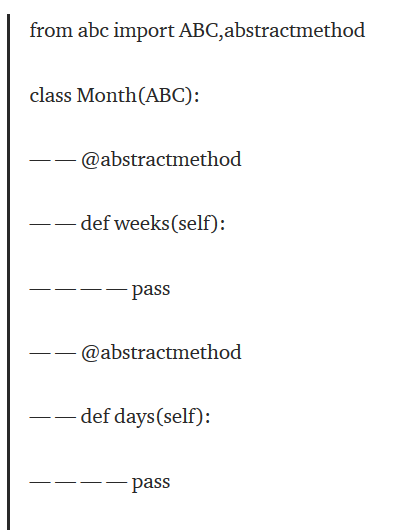 from abc import ABC,abstractmethod
class Month(ABC):
— — @abstractmethod
— — def weeks(self):
— — — — pass
— — @abstractmethod
— — def days(self):
— — — — pass